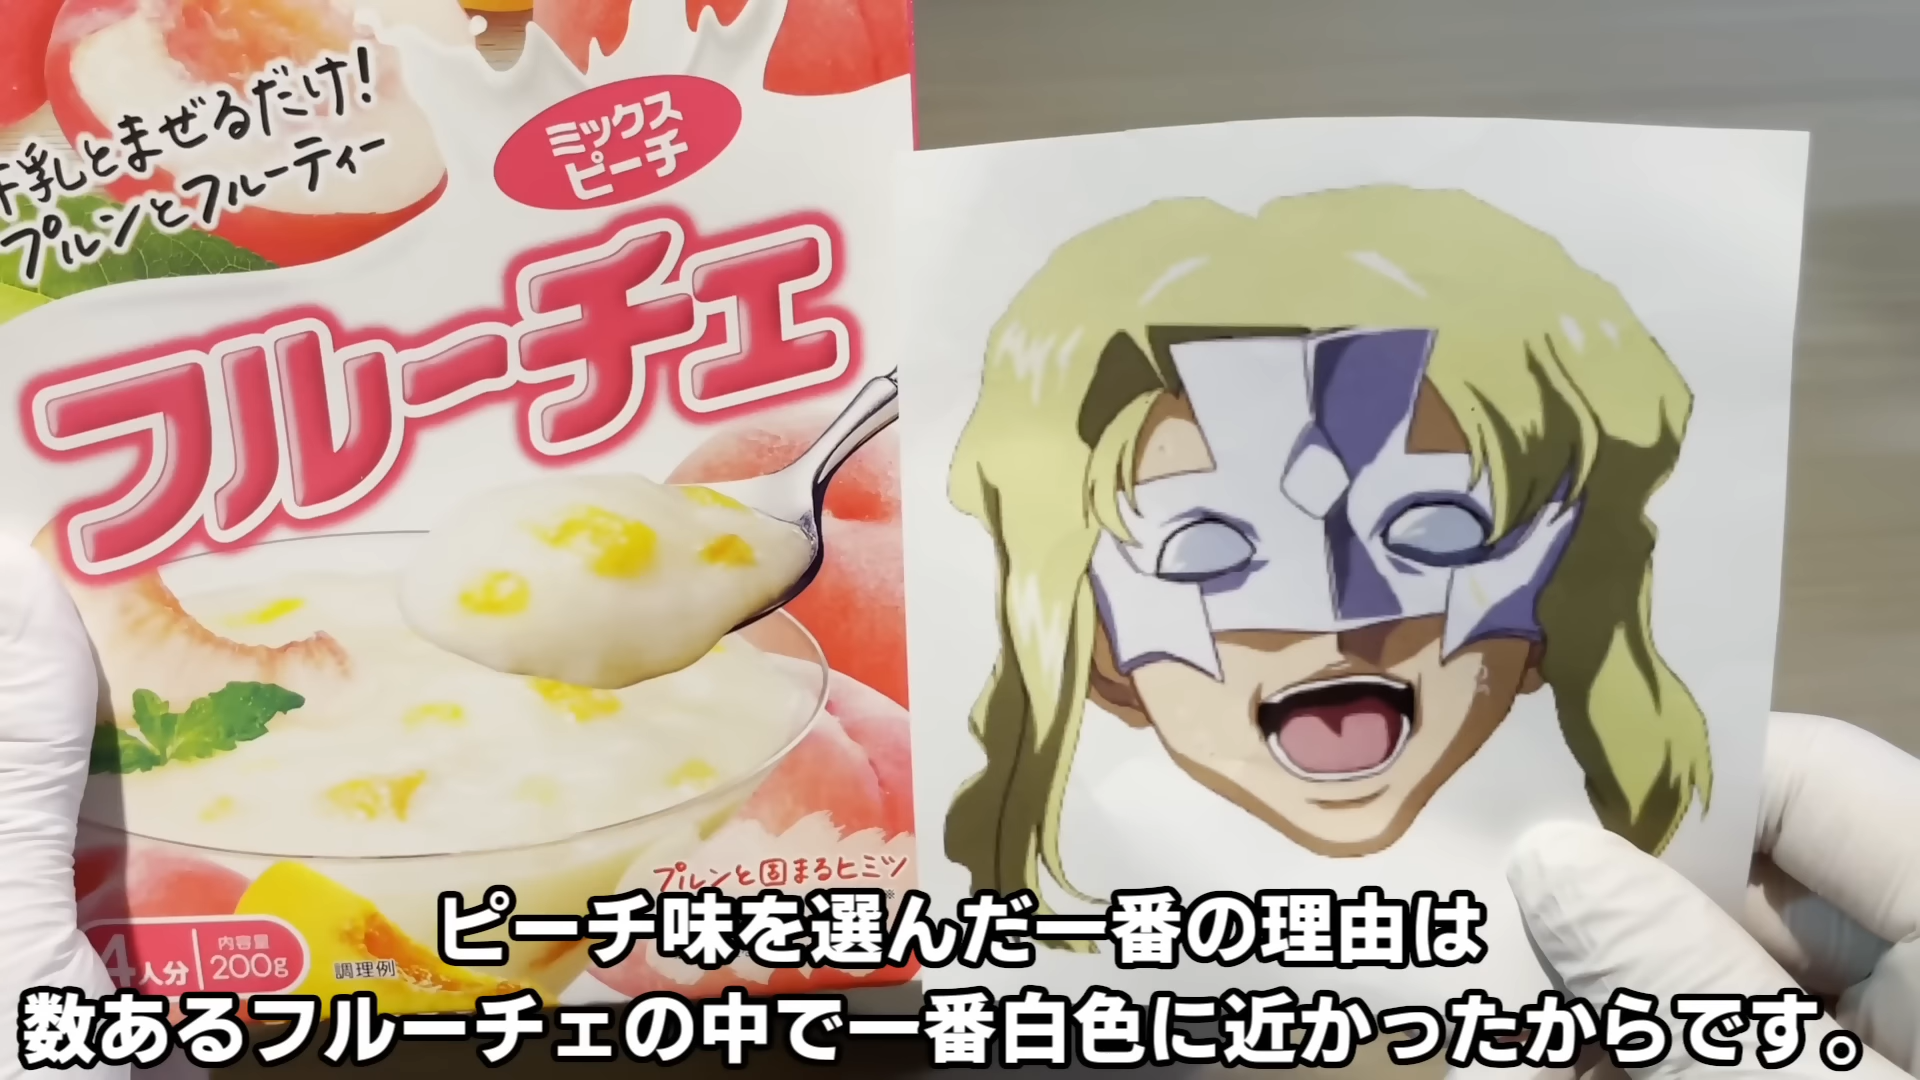 牛乳とまぜるだけ!
プルンとフルーティー
ミックス
ピーチ
フルーチェ
プルンと固まるヒミツ
4人分
内容量
200g
調理例
ピーチ味を選んだ一番の理由は
数あるフルーチェの中で一番白色に近かったからです。